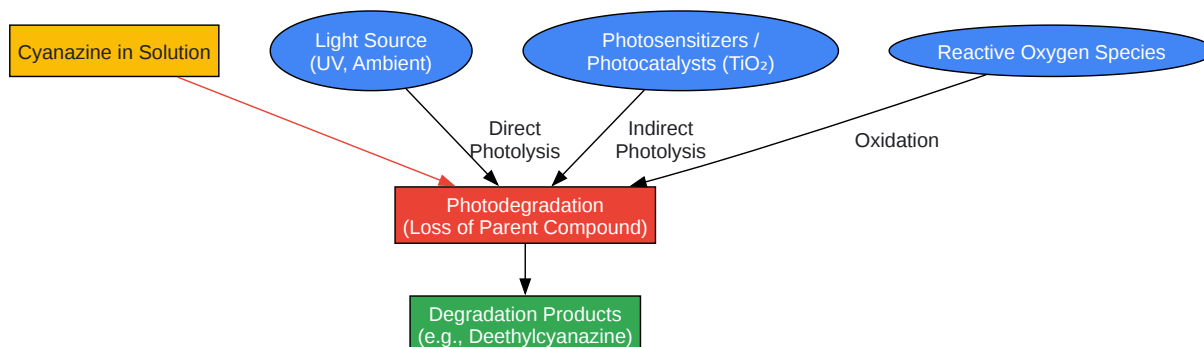 Cyanazine in Solution
Light Source
(UV, Ambient)
Photosensitizers /
Photocatalysts (TiO₂)
Reactive Oxygen Species
Direct
Photolysis
Indirect
Photolysis
Oxidation
Photodegradation
(Loss of Parent Compound)
Degradation Products
(e.g., Deethylcyanazine)